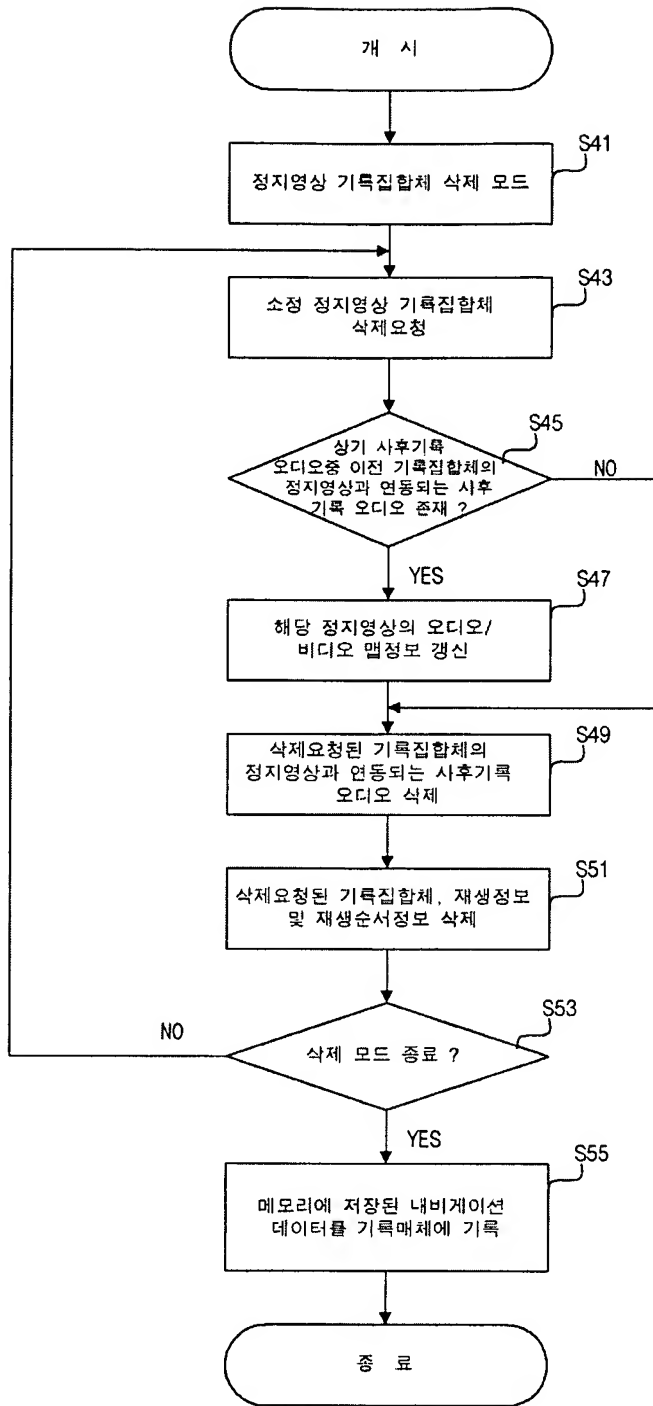 개 시
S41
정지영상 기록집합체 삭제 모드
S43
소정 정지영상 기록집합체
삭제요청
S45
상기 사후기록
오디오중 이전 기록집합체의
정지영상과 연동되는 사후
기록 오디오 존재 ?
NO
YES
S47
해당 정지영상의 오디오/
비디오 맵정보 갱신
S49
삭제요청된 기록집합체의
정지영상과 연동되는 사후기록
오디오 삭제
S51
삭제요청된 기록집합체, 재생정보
및 재생순서정보 삭제
S53
NO
삭제 모드 종료 ?
YES
S55
메모리에 저장된 내비게이션
데이터를 기록매체에 기록
종 료